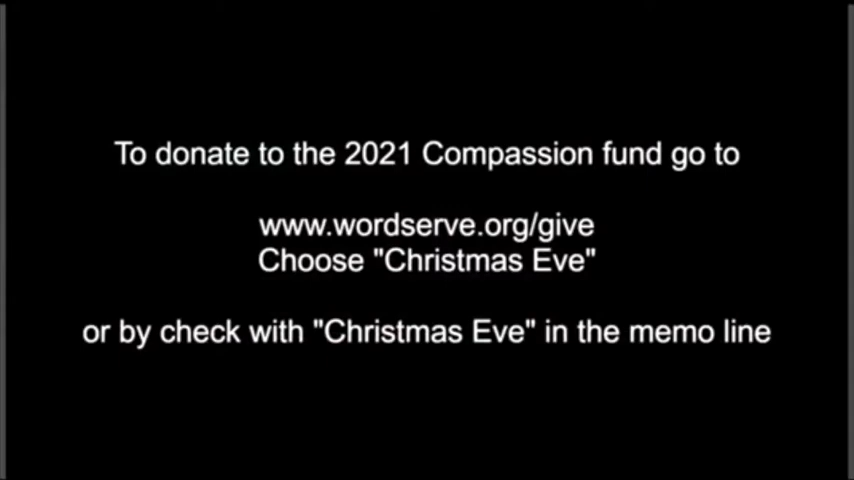 To donate to the 2021 Compassion fund go to
www.wordserve.org/give
Choose "Christmas Eve"
or by check with "Christmas Eve" in the memo line